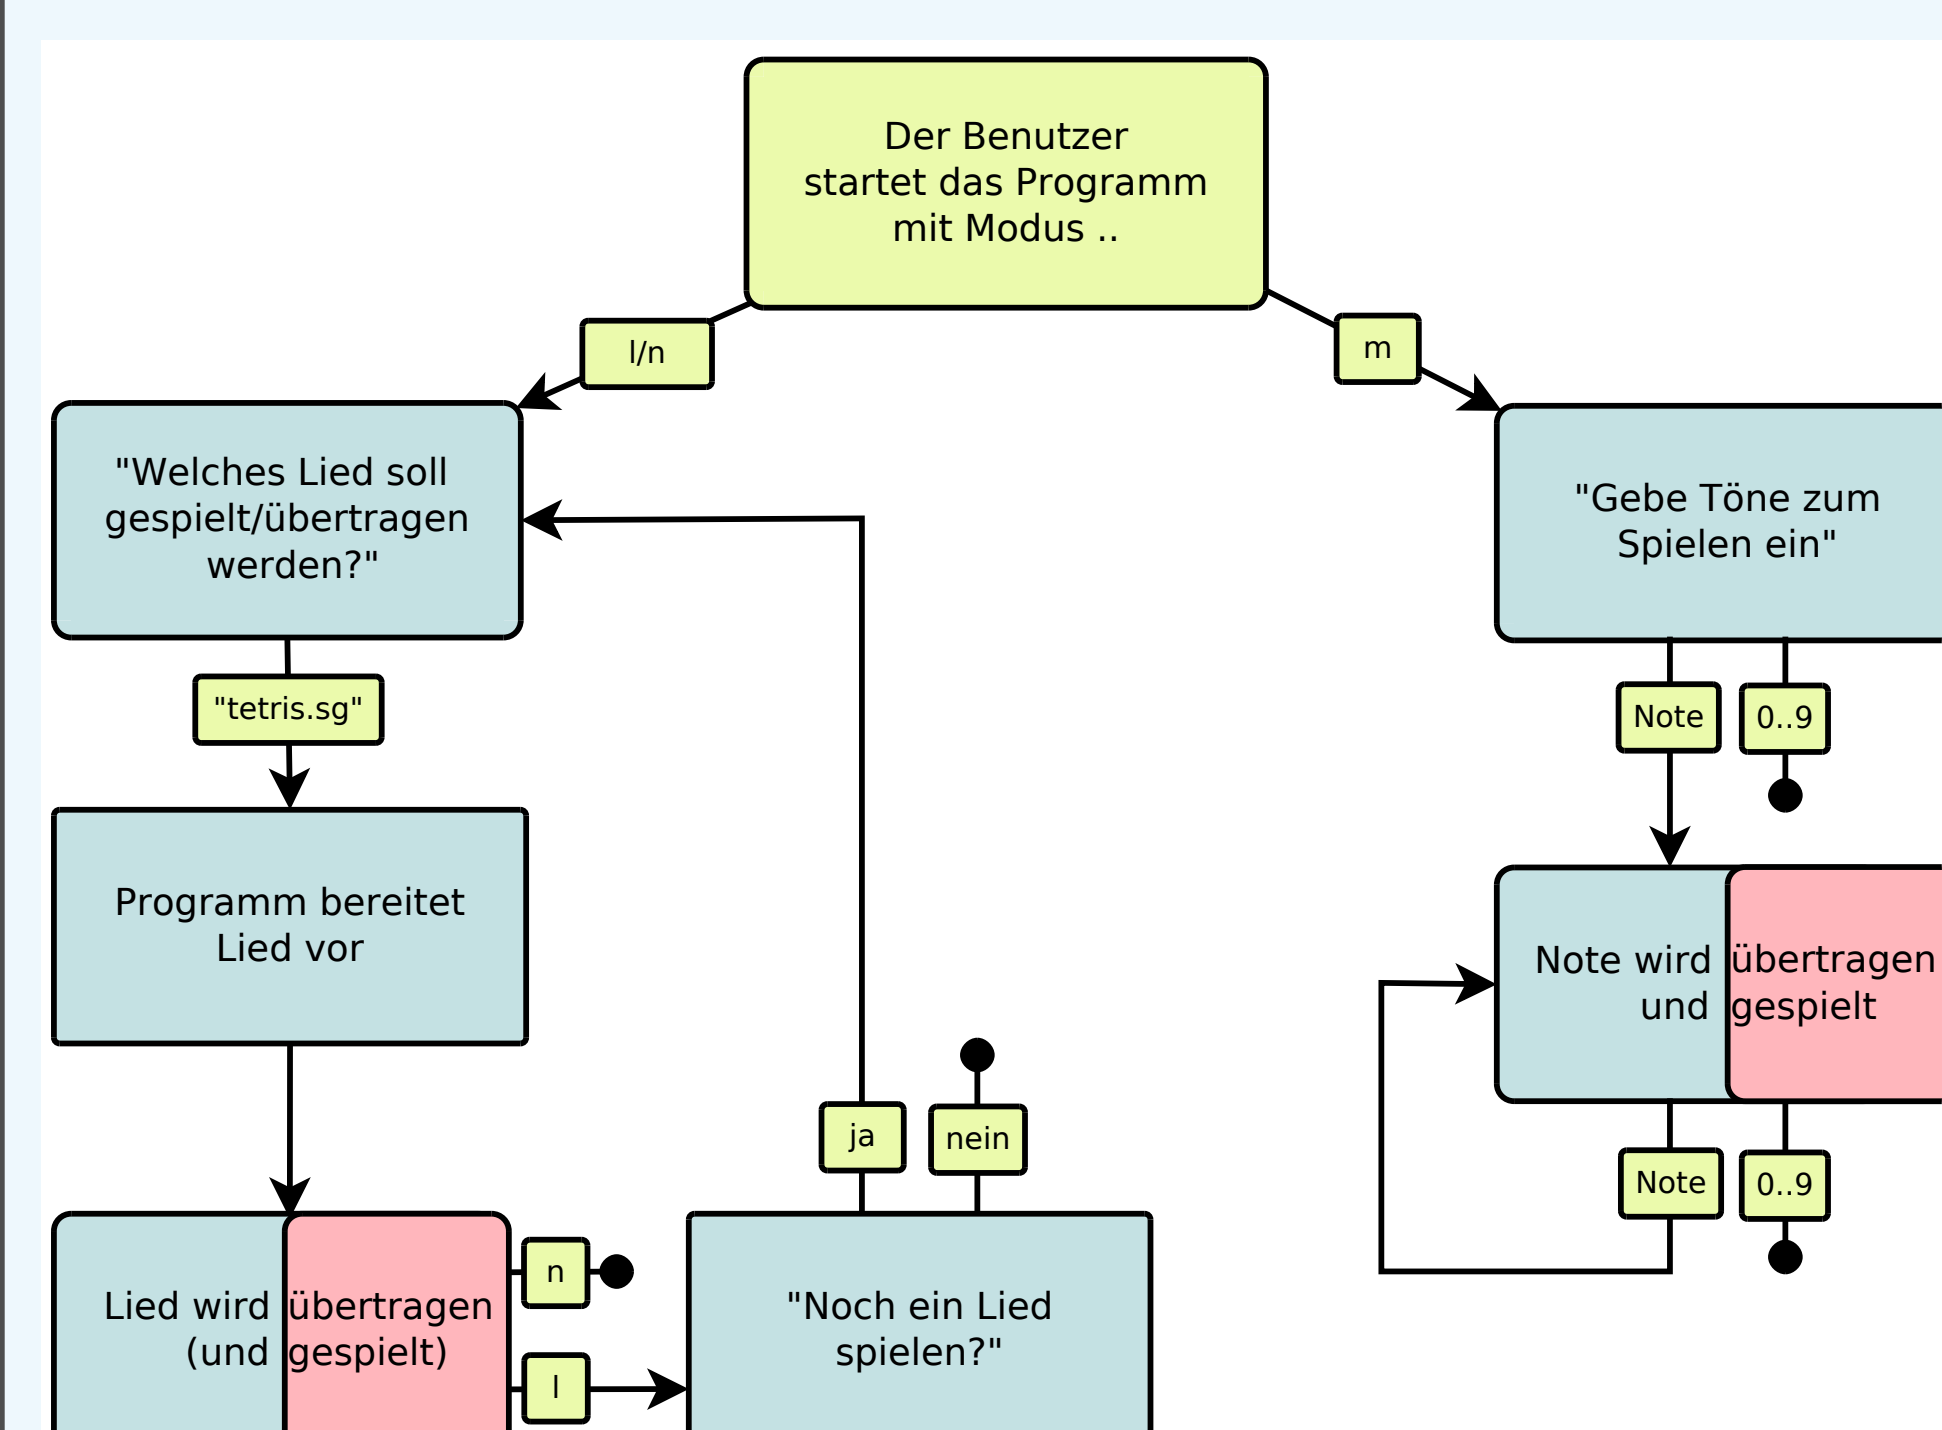 Der Benutzer
startet das Programm
mit Modus ..
l/n
m
"Welches Lied soll
gespielt/übertragen
werden?"
"Gebe Töne zum
Spielen ein"
"tetris.sg"
Note
0..9
Programm bereitet
Lied vor
Note wird übertragen
und gespielt
ja
nein
Note
0..9
Lied wird übertragen
(und gespielt)
n
l
"Noch ein Lied
spielen?"